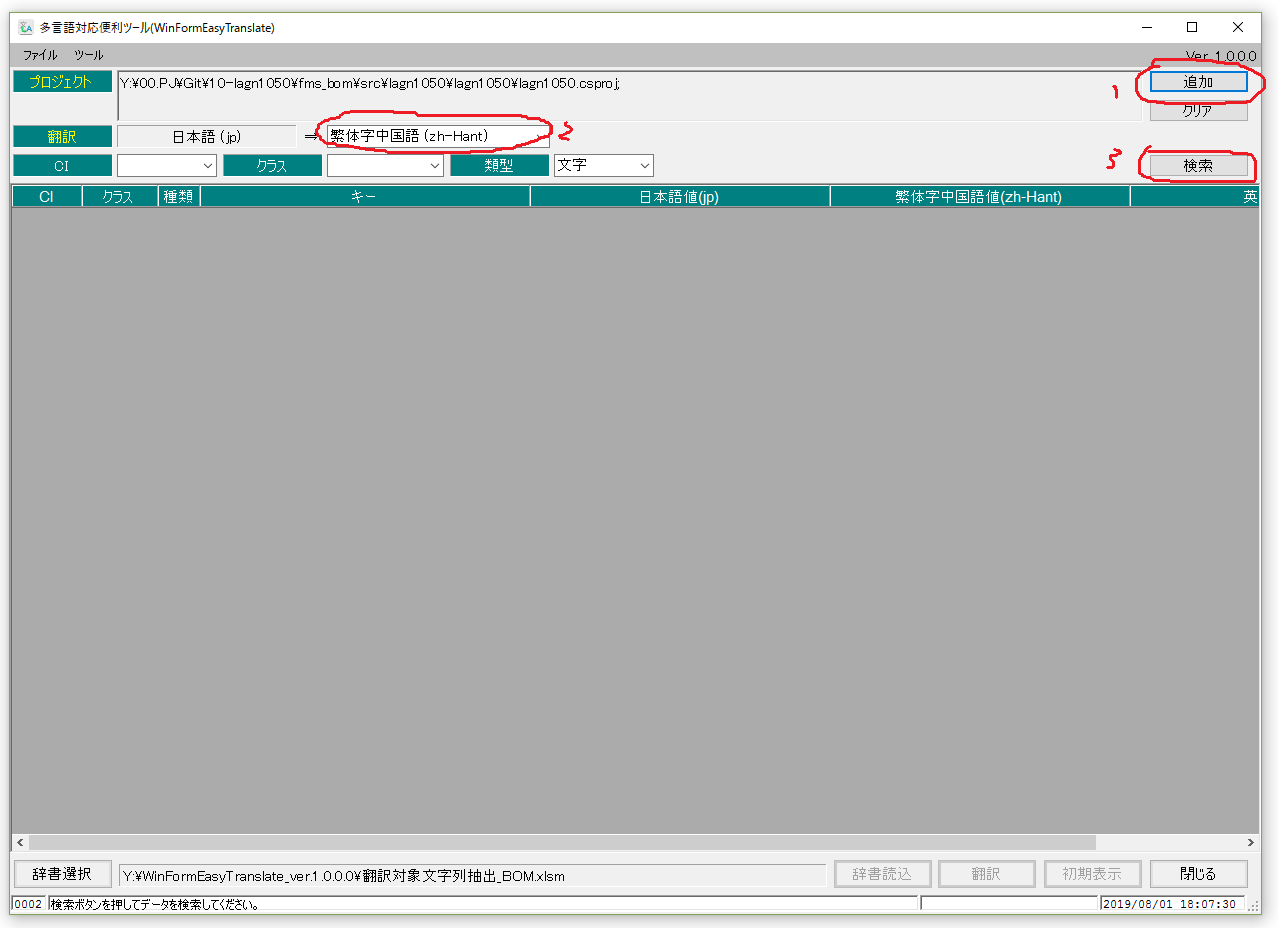 多言語対応便利ツール(WinFormEasyTranslate)
ファイル ツール Ver. 1.0.0.0
プロジェクト Y:¥00.PJ¥Git¥10-lagn1050¥fms_bom¥src¥lagn1050¥lagn1050¥lagn1050.csproj; 1 追加
クリア
翻訳 日本語 (jp) ⇒ 繁体字中国語 (zh-Hant) 2
CI クラス 類型 文字 3 検索
CI クラス 種類 キー 日本語値(jp) 繁体字中国語値(zh-Hant) 英
辞書選択 Y:¥WinFormEasyTranslate_ver.1.0.0.0¥翻訳対象文字列抽出_BOM.xlsm 辞書読込 翻訳 初期表示 閉じる
0002 検索ボタンを押してデータを検索してください。 2019/08/01 18:07:30